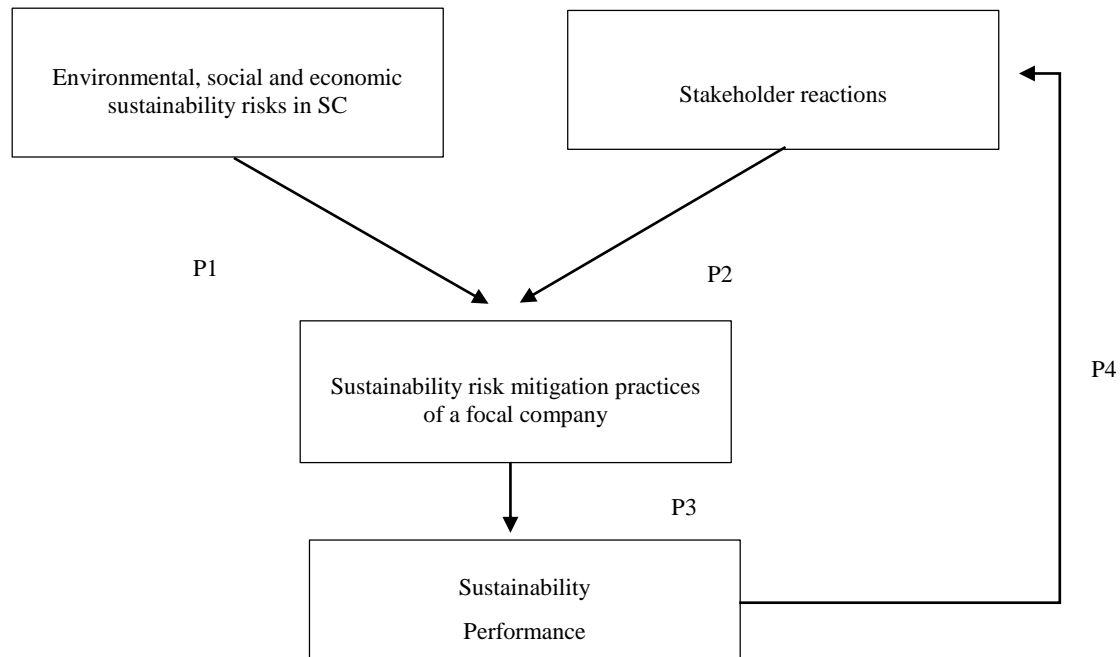 Environmental, social and economic
sustainability risks in SC
Stakeholder reactions
P1
P2
Sustainability risk mitigation practices
of a focal company
P4
P3
Sustainability
Performance